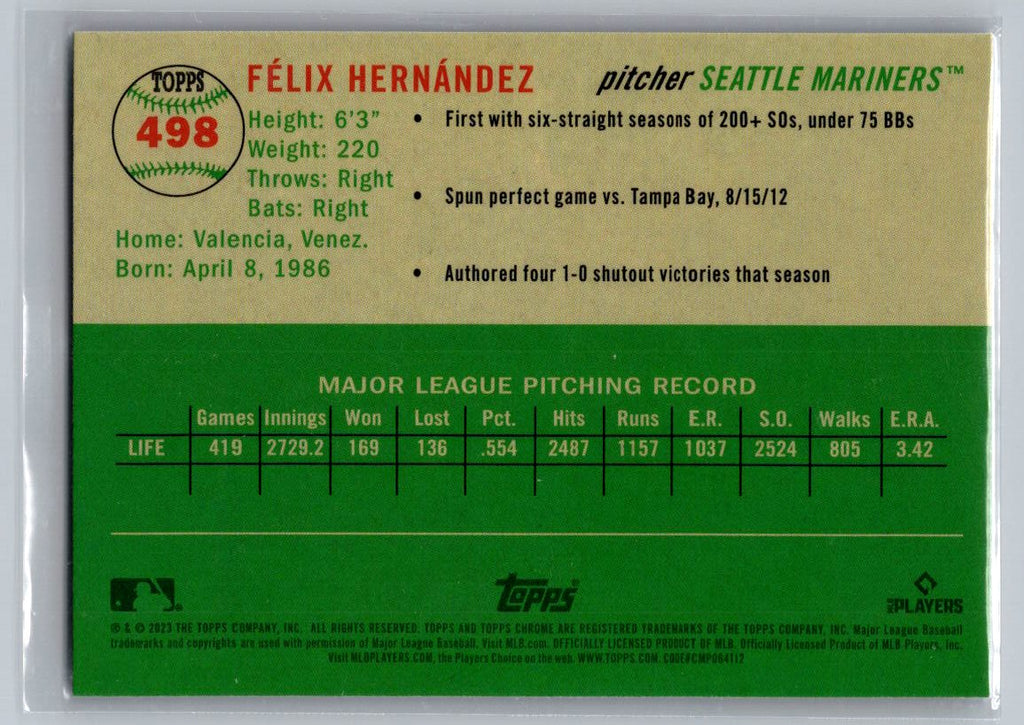 TOPPS
498
FÉLIX HERNÁNDEZ
pitcher SEATTLE MARINERS™
Height: 6'3"
Weight: 220
Throws: Right
Bats: Right
Home: Valencia, Venez.
Born: April 8, 1986
• First with six-straight seasons of 200+ SOs, under 75 BBs
• Spun perfect game vs. Tampa Bay, 8/15/12
• Authored four 1-0 shutout victories that season
MAJOR LEAGUE PITCHING RECORD
Games Innings Won Lost Pct. Hits Runs E.R. S.O. Walks E.R.A.
LIFE 419 2729.2 169 136 .554 2487 1157 1037 2524 805 3.42
Topps®
MLB PLAYERS
® & © 2023 THE TOPPS COMPANY, INC. ALL RIGHTS RESERVED. TOPPS AND TOPPS CHROME ARE REGISTERED TRADEMARKS OF THE TOPPS COMPANY, INC. Major League Baseball
trademarks and copyrights are used with permission of Major League Baseball. Visit MLB.com. OFFICIALLY LICENSED PRODUCT OF MLB Players, Inc.
Visit MLBPLAYERS.COM, the Players Choice on the web. WWW.TOPPS.COM. CODE#CMP064112